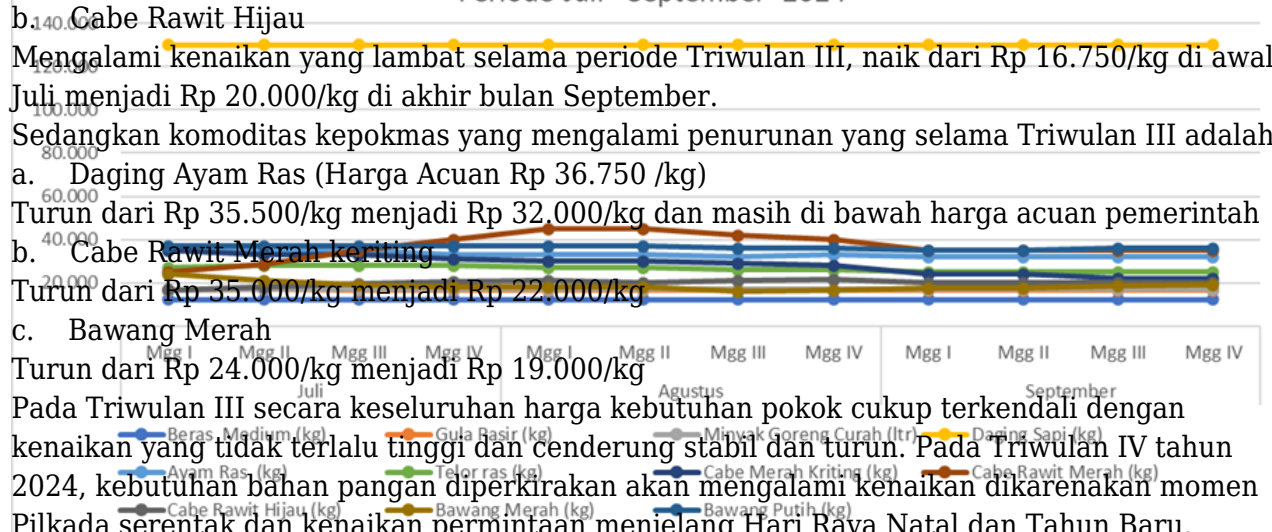 Periode Juli - September 2024
b. Cabe Rawit Hijau
Mengalami kenaikan yang lambat selama periode Triwulan III, naik dari Rp 16.750/kg di awal
Juli menjadi Rp 20.000/kg di akhir bulan September.
Sedangkan komoditas kepokmas yang mengalami penurunan yang selama Triwulan III adalah
a. Daging Ayam Ras (Harga Acuan Rp 36.750 /kg)
Turun dari Rp 35.500/kg menjadi Rp 32.000/kg dan masih di bawah harga acuan pemerintah
b. Cabe Rawit Merah keriting
Turun dari Rp 35.000/kg menjadi Rp 22.000/kg
c. Bawang Merah
Turun dari Rp 24.000/kg menjadi Rp 19.000/kg
Pada Triwulan III secara keseluruhan harga kebutuhan pokok cukup terkendali dengan
kenaikan yang tidak terlalu tinggi dan cenderung stabil dan turun. Pada Triwulan IV tahun
2024, kebutuhan bahan pangan diperkirakan akan mengalami kenaikan dikarenakan momen
Pilkada serentak dan kenaikan permintaan menjelang Hari Raya Natal dan Tahun Baru.
140.000
120.000
100.000
80.000
60.000
40.000
20.000
Mgg I Mgg II Mgg III Mgg IV Mgg I Mgg II Mgg III Mgg IV Mgg I Mgg II Mgg III Mgg IV
Juli Agustus September
Beras Medium (kg) Gula Pasir (kg) Minyak Goreng Curah (ltr) Daging Sapi (kg)
Ayam Ras (kg) Telor ras (kg) Cabe Merah Kriting (kg) Cabe Rawit Merah (kg)
Cabe Rawit Hijau (kg) Bawang Merah (kg) Bawang Putih (kg)